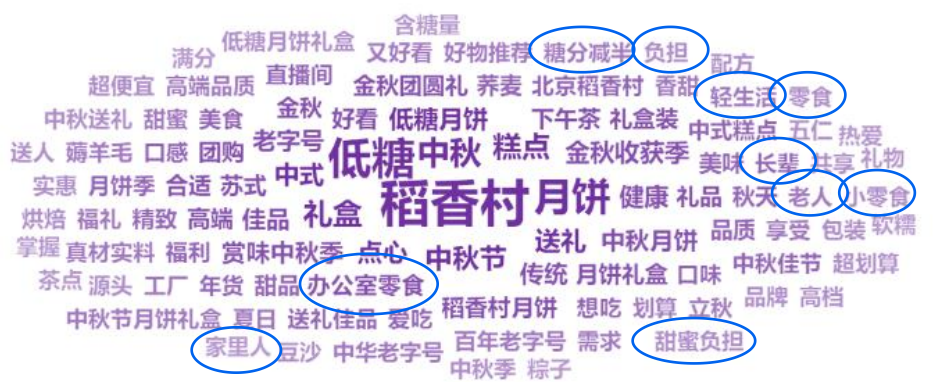 含糖量
满分 低糖月饼礼盒 又好看 好物推荐 糖分减半 负担 配方
超便宜 高端品质 直播间 金秋团圆礼 荞麦 北京稻香村 香甜 轻生活 零食
中秋送礼 甜蜜 美食 金秋 好看 低糖月饼 下午茶 礼盒装 中式糕点 五仁 热爱
送人 薅羊毛 口感 团购 老字号 低糖 中秋 糕点 金秋收获季 美味 长辈 共享 礼物
实惠 月饼季 合适 苏式 中式 稻香村 月饼 健康 礼品 秋天 老人 小零食
烘焙 福礼 精致 高端 佳品 礼盒 送礼 中秋月饼 品质 享受 包装 软糯
掌握 真材实料 福利 赏味中秋季 点心 中秋节 传统 月饼礼盒 口味 中秋佳节 超划算
茶点 源头 工厂 年货 甜品 办公室零食 稻香村月饼 想吃 划算 立秋 品牌 高档
中秋节月饼礼盒 夏日 送礼佳品 爱吃 百年老字号 需求 甜蜜负担
家里人 豆沙 中华老字号 中秋季 粽子